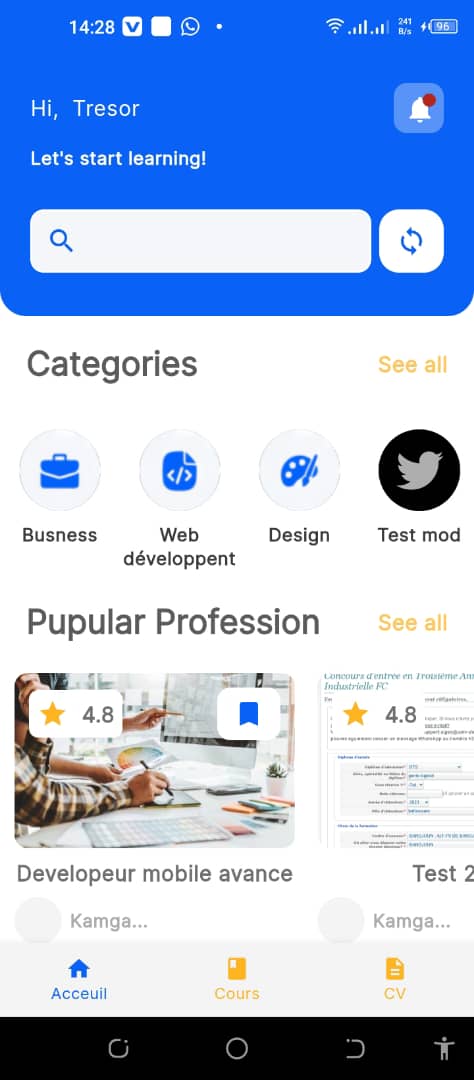 14:28
241
B/s
96
Hi, Tresor
Let's start learning!
Categories
See all
Busness
Web
développent
Design
Test mod
Pupular Profession
See all
4.8
4.8
Concours d'entrée en Troisième An
Industrielle FC
Developeur mobile avance
Test 2
Kamga...
Kamga...
Acceuil
Cours
CV